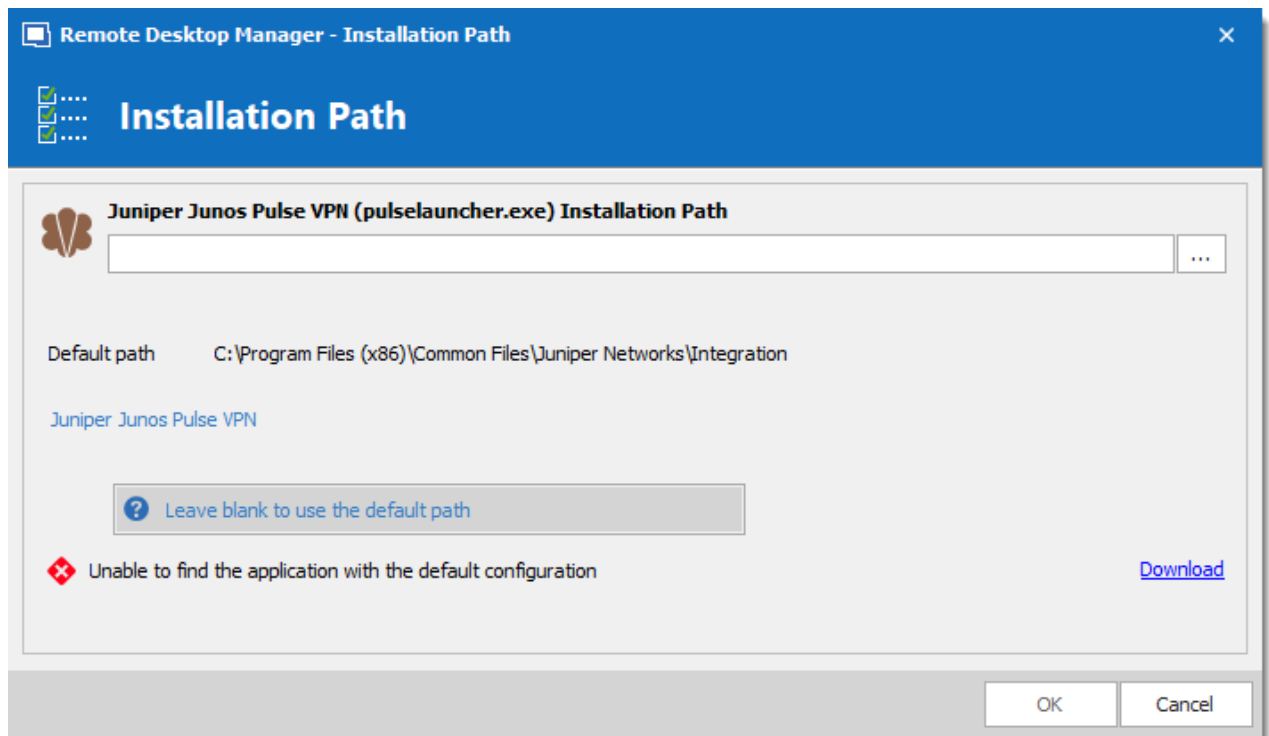 Remote Desktop Manager - Installation Path
Installation Path
Juniper Junos Pulse VPN (pulselauncher.exe) Installation Path
...
Default path C:\Program Files (x86)\Common Files\Juniper Networks\Integration
Juniper Junos Pulse VPN
Leave blank to use the default path
Unable to find the application with the default configuration Download
OK Cancel